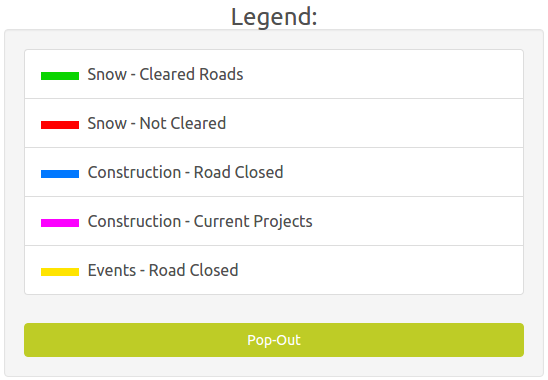 Legend:
Snow - Cleared Roads
Snow - Not Cleared
Construction - Road Closed
Construction - Current Projects
Events - Road Closed
Pop-Out